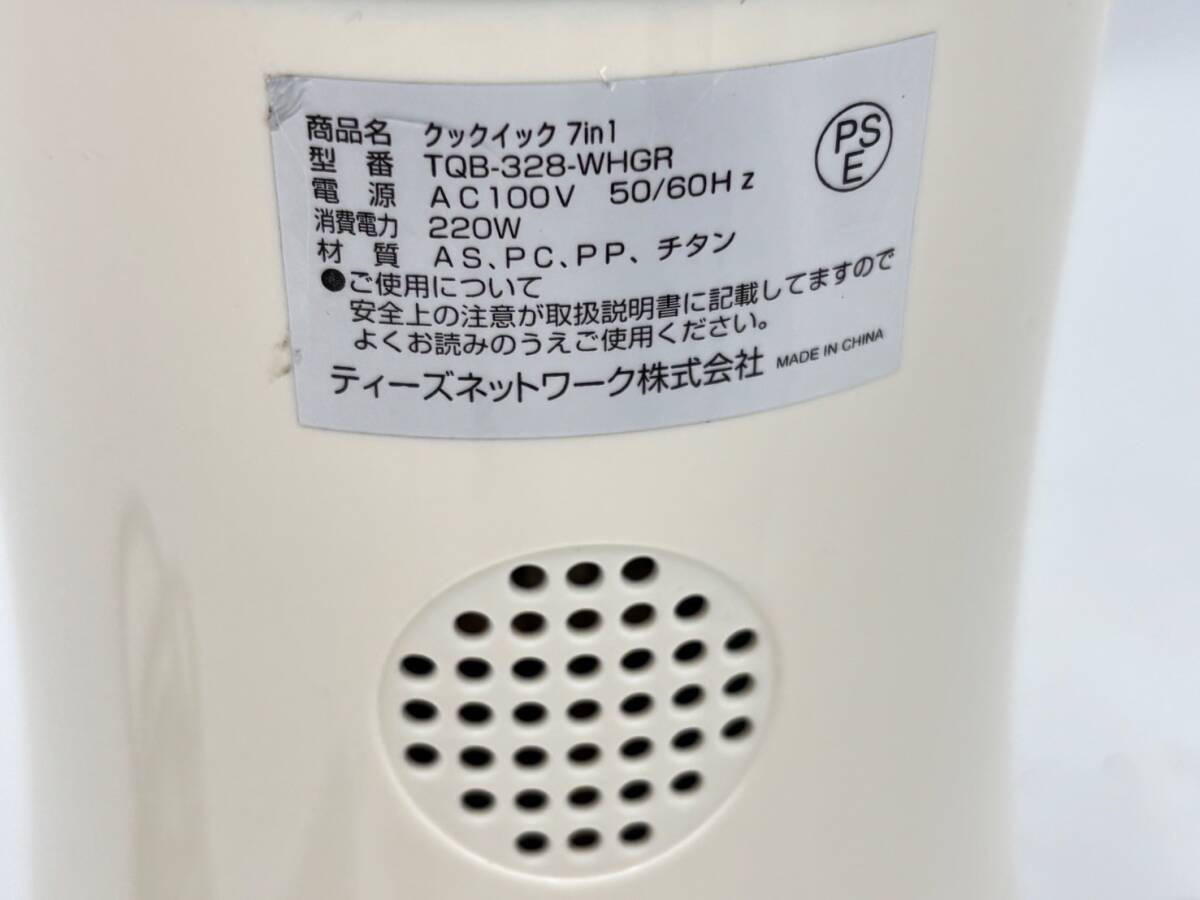 商品名 クックイック 7in1
型番 TQB-328-WHGR
電源 AC100V 50/60Hz
消費電力 220W
材質 AS、PC、PP、チタン
●ご使用について
安全上の注意が取扱説明書に記載してますので
よくお読みのうえご使用ください。
ティーズネットワーク株式会社 MADE IN CHINA
PS
E